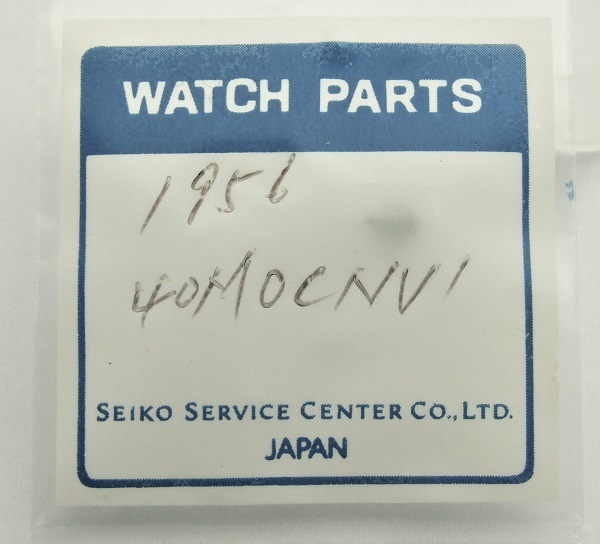 WATCH PARTS
1956
40M0CNV1
SEIKO SERVICE CENTER CO., LTD.
JAPAN